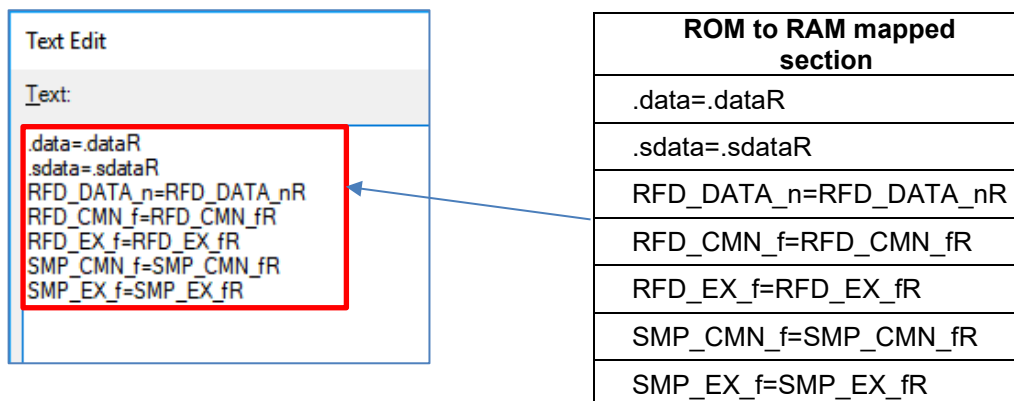 Text Edit
Text:
.data=.dataR
.sdata=.sdataR
RFD_DATA_n=RFD_DATA_nR
RFD_CMN_f=RFD_CMN_fR
RFD_EX_f=RFD_EX_fR
SMP_CMN_f=SMP_CMN_fR
SMP_EX_f=SMP_EX_fR
ROM to RAM mapped
section
.data=.dataR
.sdata=.sdataR
RFD_DATA_n=RFD_DATA_nR
RFD_CMN_f=RFD_CMN_fR
RFD_EX_f=RFD_EX_fR
SMP_CMN_f=SMP_CMN_fR
SMP_EX_f=SMP_EX_fR